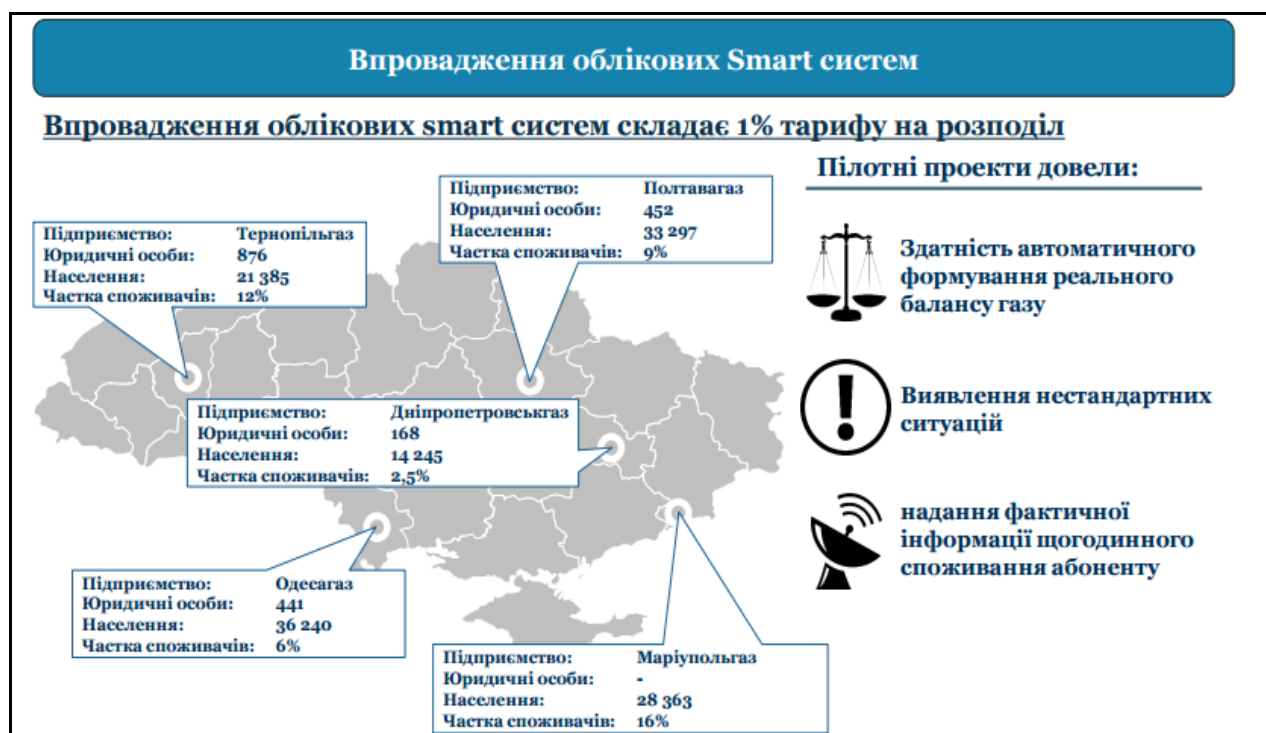 Впровадження облікових Smart систем
Впровадження облікових smart систем складає 1% тарифу на розподіл
Підприємство: Полтавагаз
Юридичні особи: 452
Населення: 33 297
Частка споживачів: 9%
Підприємство: Тернопільгаз
Юридичні особи: 876
Населення: 21 385
Частка споживачів: 12%
Підприємство: Дніпропетровськгаз
Юридичні особи: 168
Населення: 14 245
Частка споживачів: 2,5%
Підприємство: Одесагаз
Юридичні особи: 441
Населення: 36 240
Частка споживачів: 6%
Підприємство: Маріупольгаз
Юридичні особи: -
Населення: 28 363
Частка споживачів: 16%
Пілотні проекти довели:
Здатність автоматичного
формування реального
балансу газу
Виявлення нестандартних
ситуацій
надання фактичної
інформації щогодинного
споживання абоненту